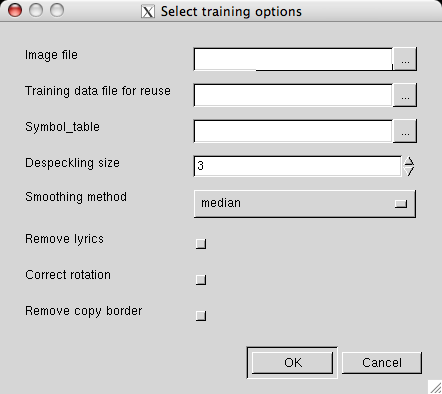 X Select training options
Image file ...
Training data file for reuse ...
Symbol_table ...
Despeckling size 3
Smoothing method median
Remove lyrics
Correct rotation
Remove copy border
OK Cancel